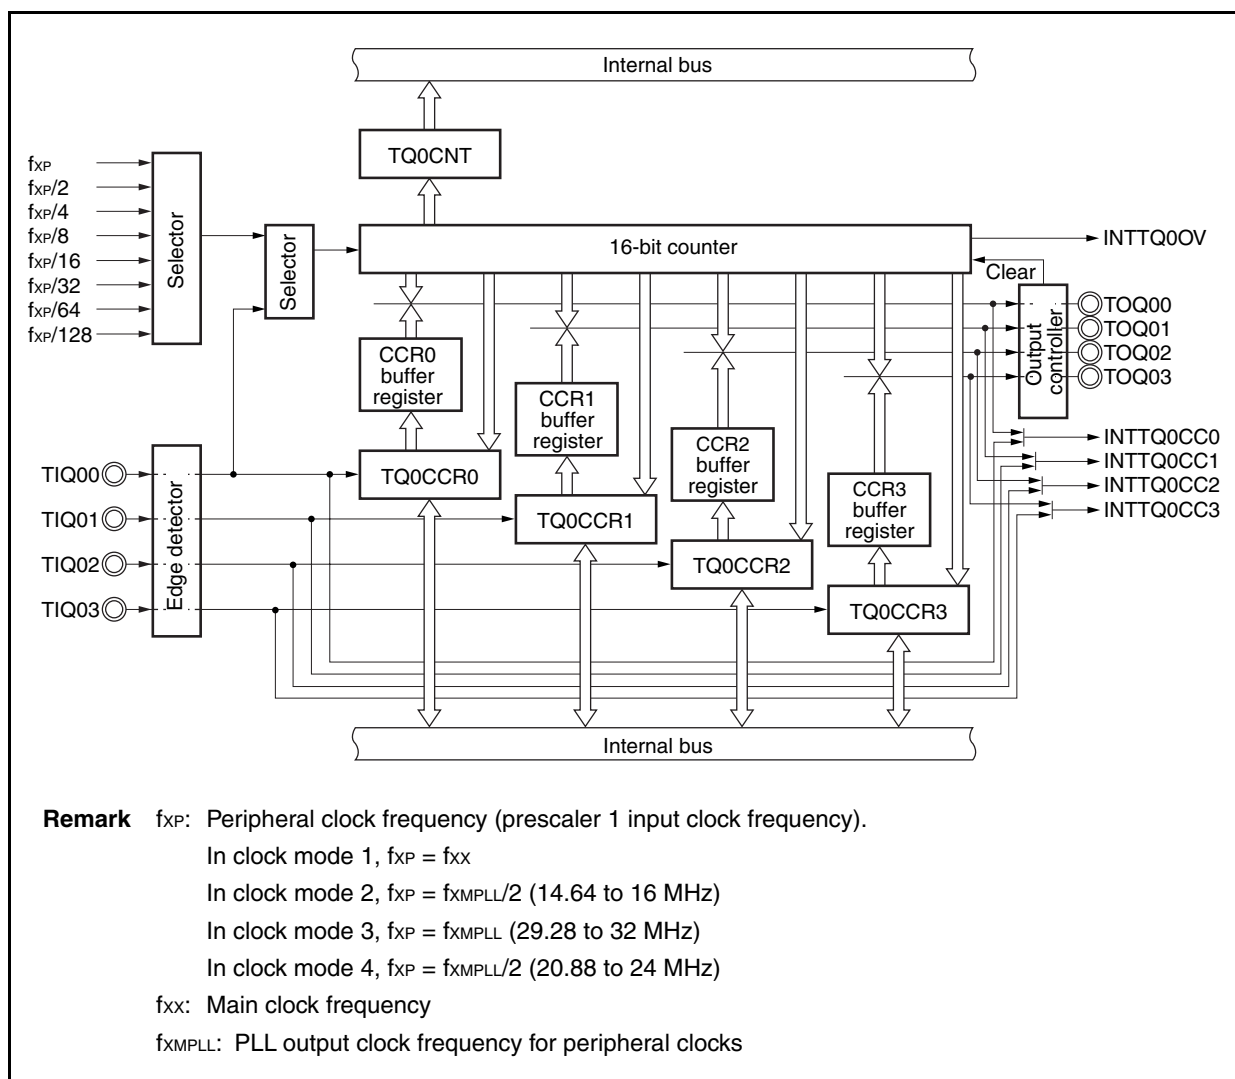 Internal bus
TQ0CNT
fXP
fXP/2
fXP/4
fXP/8
fXP/16
fXP/32
fXP/64
fXP/128
Selector
Selector
16-bit counter
INTTQ0OV
Clear
TOQ00
TOQ01
TOQ02
TOQ03
Output controller
CCR0
buffer
register
CCR1
buffer
register
CCR2
buffer
register
CCR3
buffer
register
INTTQ0CC0
INTTQ0CC1
INTTQ0CC2
INTTQ0CC3
TIQ00
TIQ01
TIQ02
TIQ03
Edge detector
TQ0CCR0
TQ0CCR1
TQ0CCR2
TQ0CCR3
Internal bus
Remark fXP: Peripheral clock frequency (prescaler 1 input clock frequency).
In clock mode 1, fXP = fXX
In clock mode 2, fXP = fXMPLL/2 (14.64 to 16 MHz)
In clock mode 3, fXP = fXMPLL (29.28 to 32 MHz)
In clock mode 4, fXP = fXMPLL/2 (20.88 to 24 MHz)
fXX: Main clock frequency
fXMPLL: PLL output clock frequency for peripheral clocks